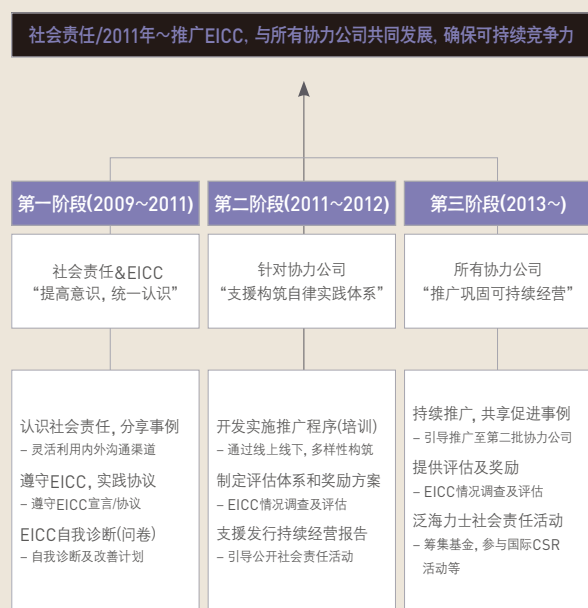 社会责任/2011年～推广EICC, 与所有协力公司共同发展, 确保可持续竞争力
第一阶段(2009～2011)
社会责任&EICC
“提高意识, 统一认识”
认识社会责任, 分享事例
– 灵活利用内外沟通渠道
遵守EICC, 实践协议
– 遵守EICC宣言/协议
EICC自我诊断(问卷)
– 自我诊断及改善计划
第二阶段(2011～2012)
针对协力公司
“支援构筑自律实践体系”
开发实施推广程序(培训)
– 通过线上线下, 多样性构筑
制定评估体系和奖励方案
– EICC情况调查及评估
支援发行持续经营报告
– 引导公开社会责任活动
第三阶段(2013～)
所有协力公司
“推广巩固可持续经营”
持续推广, 共享促进事例
– 引导推广至第二批协力公司
提供评估及奖励
– EICC情况调查及评估
泛海力士社会责任活动
– 筹集基金, 参与国际CSR
活动等